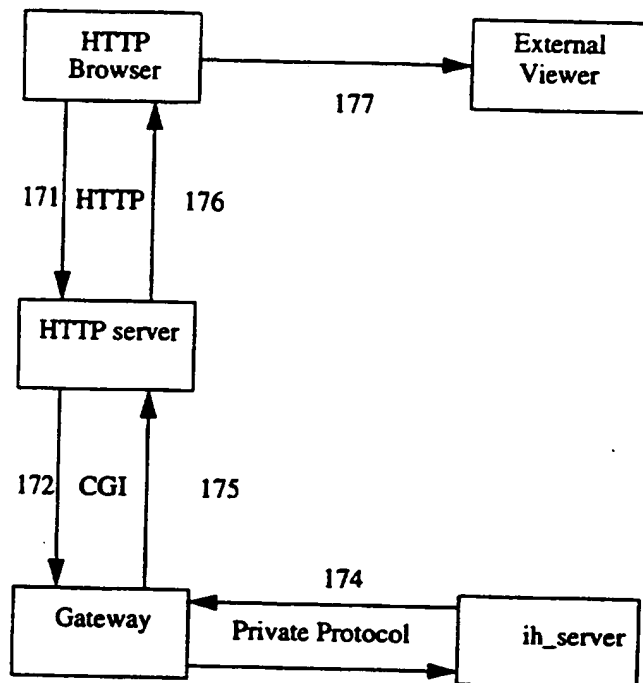 HTTP
Browser
External
Viewer
177
171
HTTP
176
HTTP server
172
CGI
175
174
Gateway
Private Protocol
ih_server